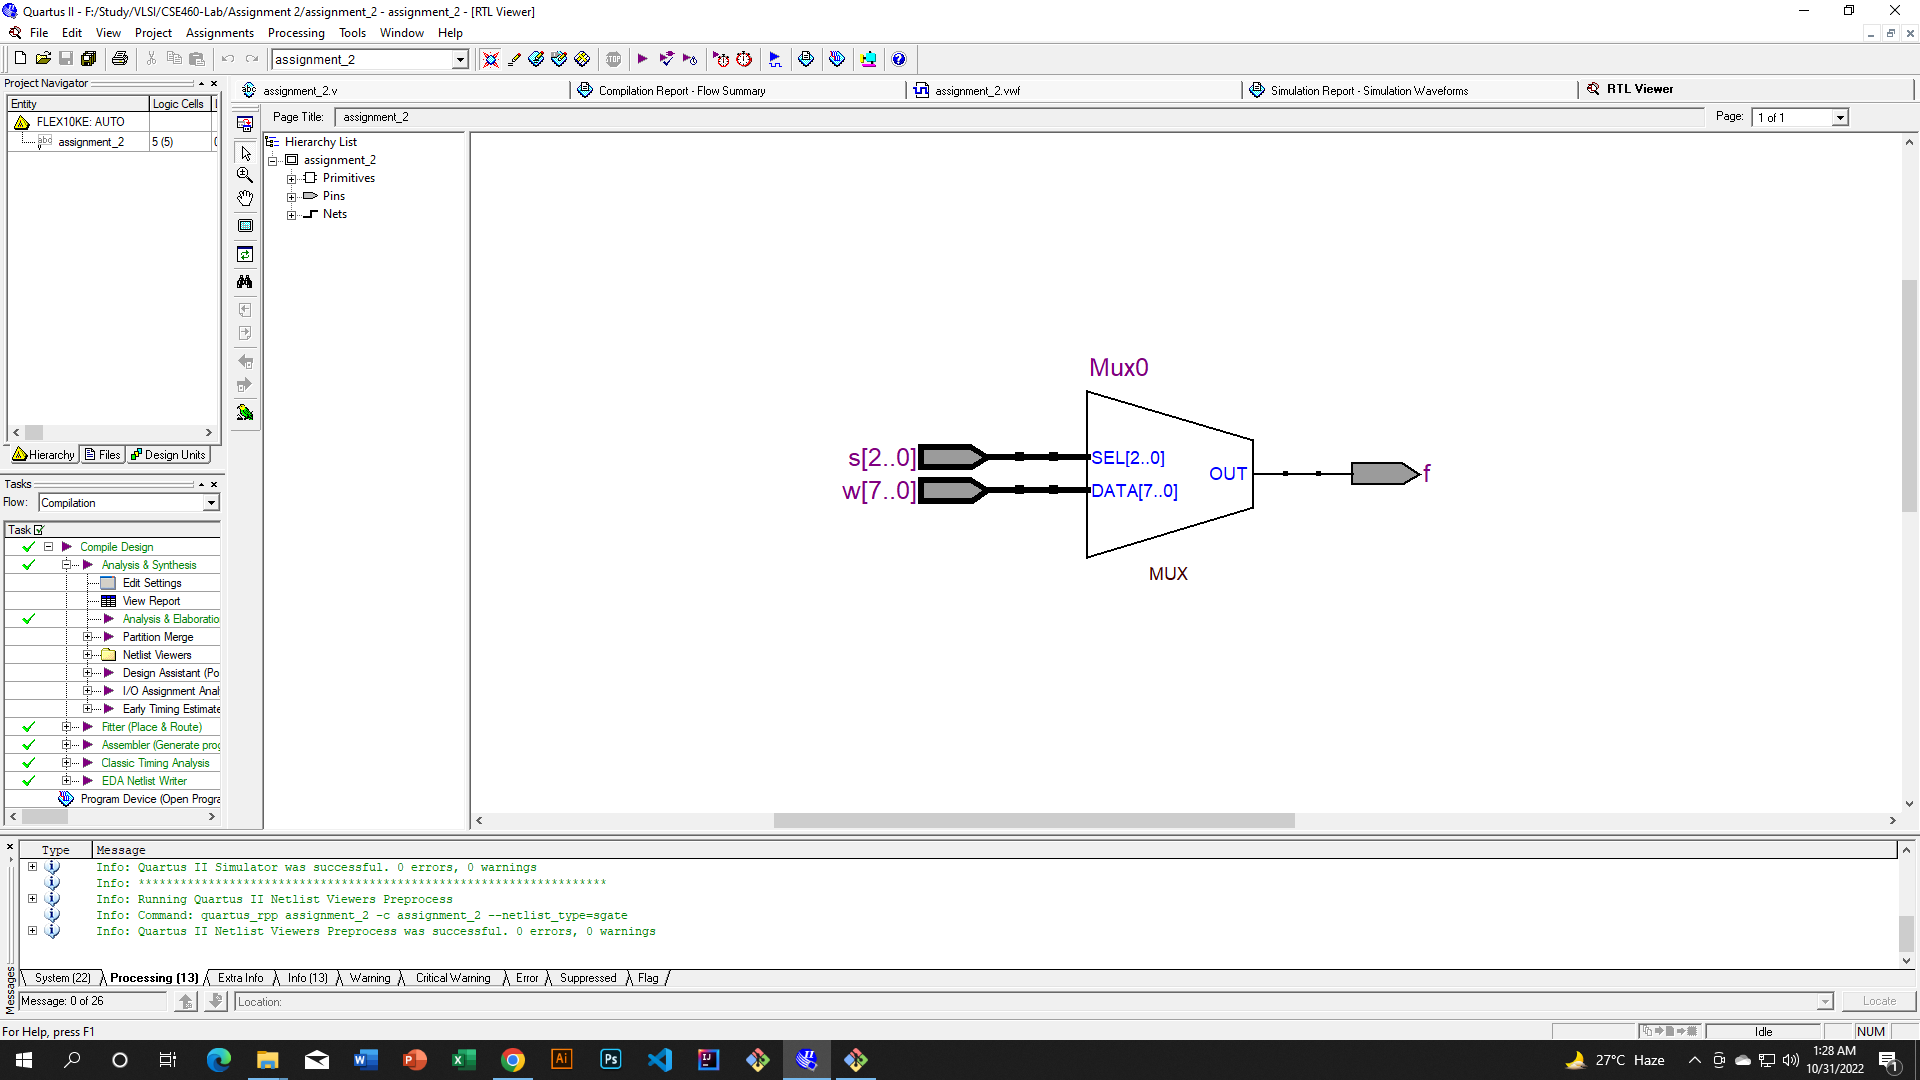 Quartus II - F:/Study/VLSI/CSE460-Lab/Assignment 2/assignment_2 - assignment_2 - [RTL Viewer]
File Edit View Project Assignments Processing Tools Window Help
assignment_2
STOP
Project Navigator
Entity Logic Cells
FLEX10KE: AUTO
abc assignment_2 5 (5)
Hierarchy Files Design Units
Tasks
Flow: Compilation
Task
Compile Design
Analysis & Synthesis
Edit Settings
View Report
Analysis & Elaboratio
Partition Merge
Netlist Viewers
Design Assistant (Po
I/O Assignment Anal
Early Timing Estimate
Fitter (Place & Route)
Assembler (Generate prog
Classic Timing Analysis
EDA Netlist Writer
Program Device (Open Progra
abc assignment_2.v
Compilation Report - Flow Summary
assignment_2.vwf
Simulation Report - Simulation Waveforms
RTL Viewer
Page Title: assignment_2
Page: 1 of 1
Hierarchy List
assignment_2
Primitives
Pins
Nets
Mux0
s[2..0] SEL[2..0]
OUT f
w[7..0] DATA[7..0]
MUX
Type Message
Info: Quartus II Simulator was successful. 0 errors, 0 warnings
Info: *******************************************************************
Info: Running Quartus II Netlist Viewers Preprocess
Info: Command: quartus_rpp assignment_2 -c assignment_2 --netlist_type=sgate
Info: Quartus II Netlist Viewers Preprocess was successful. 0 errors, 0 warnings
System (22) Processing (13) Extra Info Info (13) Warning Critical Warning Error Suppressed Flag
Messages
Message: 0 of 26 Location: Locate
For Help, press F1 Idle NUM
27°C Haze
1:28 AM
10/31/2022
1